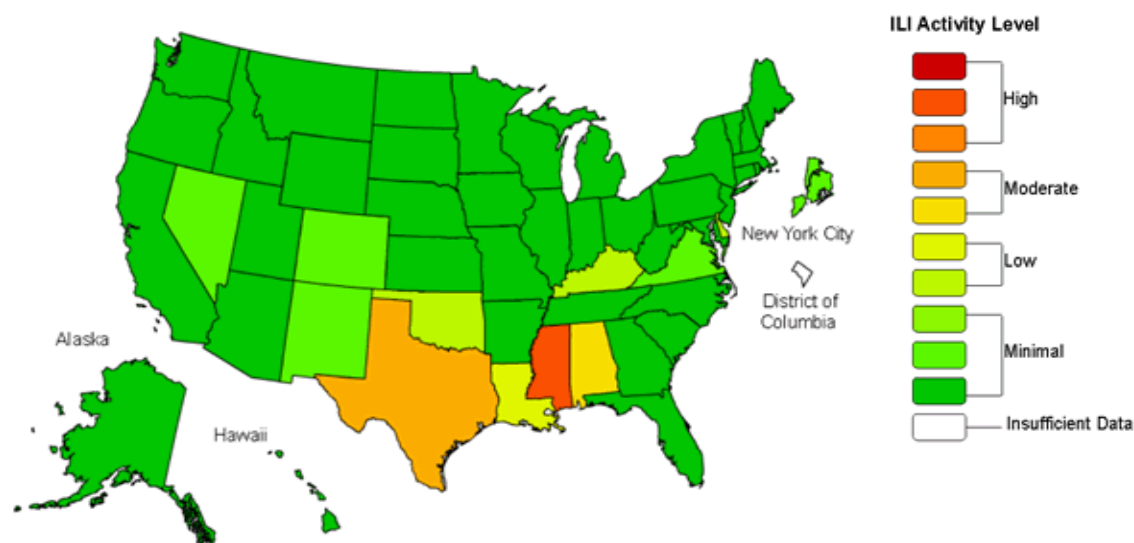 ILI Activity Level
High
Moderate
Low
Minimal
Insufficient Data
New York City
District of
Columbia
Alaska
Hawaii